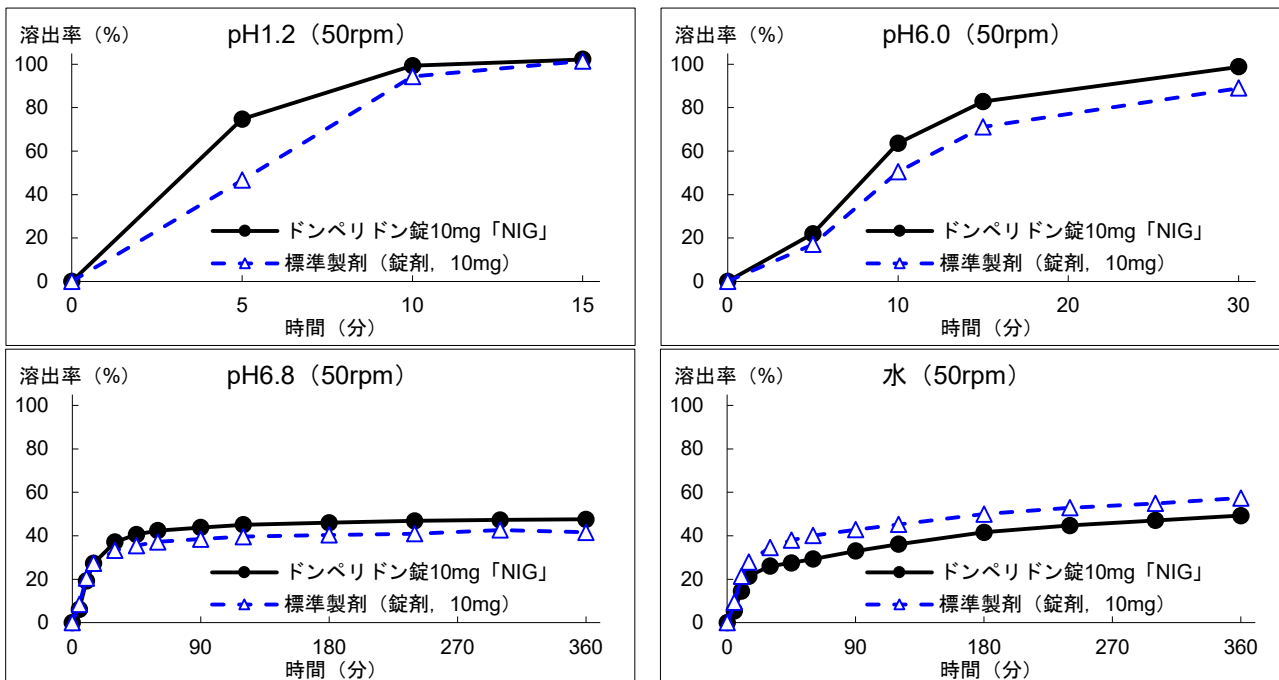 溶出率（%）
pH1.2（50rpm）
100
80
60
40
20
0
ドンペリドン錠10mg「NIG」
標準製剤（錠剤，10mg）
0 5 10 15
時間（分）
溶出率（%）
pH6.0（50rpm）
100
80
60
40
20
0
ドンペリドン錠10mg「NIG」
標準製剤（錠剤，10mg）
0 10 20 30
時間（分）
溶出率（%）
pH6.8（50rpm）
100
80
60
40
20
0
ドンペリドン錠10mg「NIG」
標準製剤（錠剤，10mg）
0 90 180 270 360
時間（分）
溶出率（%）
水（50rpm）
100
80
60
40
20
0
ドンペリドン錠10mg「NIG」
標準製剤（錠剤，10mg）
0 90 180 270 360
時間（分）